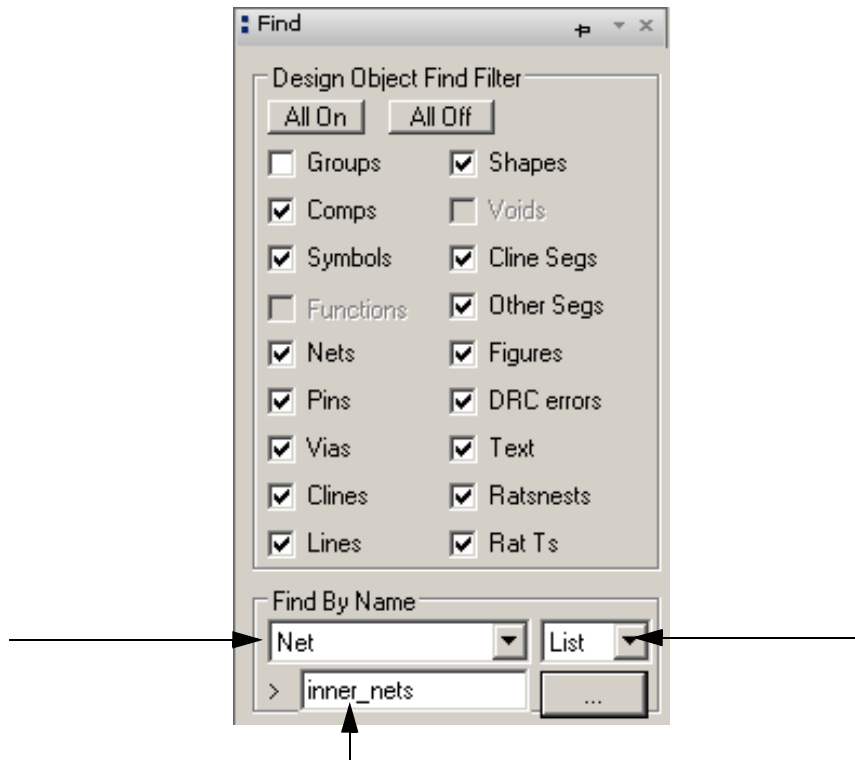 Find
Design Object Find Filter
All On All Off
Groups Shapes
Comps Voids
Symbols Cline Segs
Functions Other Segs
Nets Figures
Pins DRC errors
Vias Text
Clines Ratsnests
Lines Rat Ts
Find By Name
Net List
> inner_nets ...